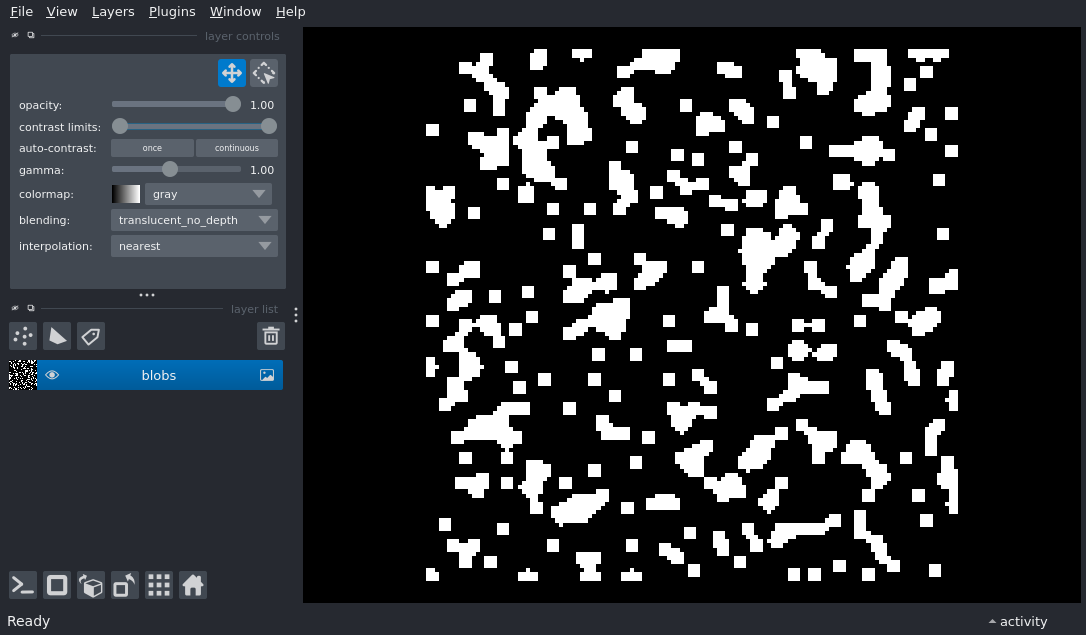 File View Layers Plugins Window Help
layer controls
opacity: 1.00
contrast limits:
auto-contrast: once continuous
gamma: 1.00
colormap: gray
blending: translucent_no_depth
interpolation: nearest
layer list
blobs
Ready activity